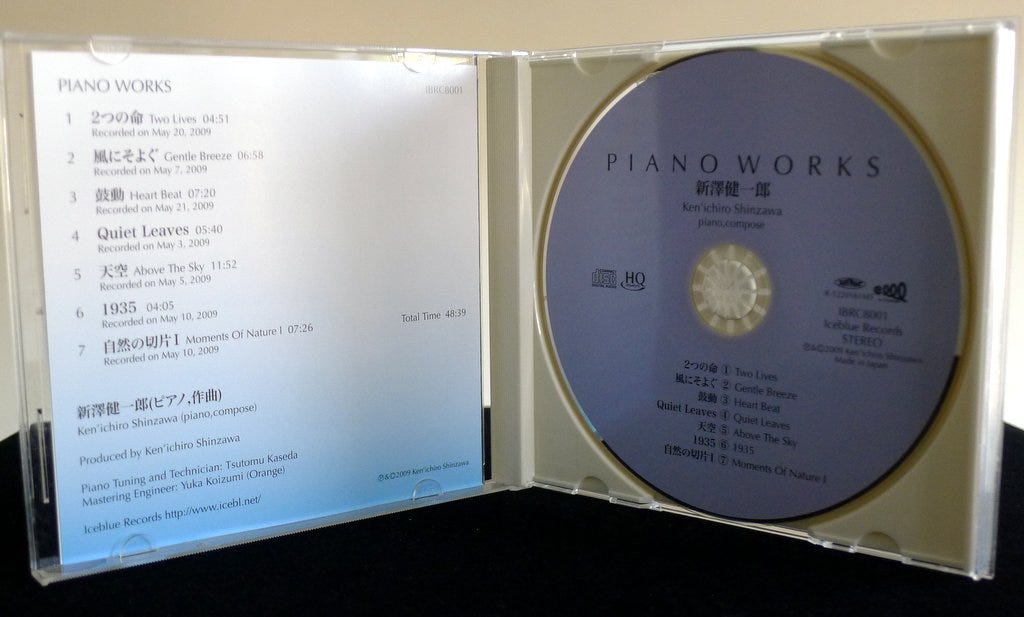 PIANO WORKS
IBRC8001
1 2つの命 Two Lives 04:51
Recorded on May 20, 2009
2 風にそよぐ Gentle Breeze 06:58
Recorded on May 7, 2009
3 鼓動 Heart Beat 07:20
Recorded on May 21, 2009
4 Quiet Leaves 05:40
Recorded on May 3, 2009
5 天空 Above The Sky 11:52
Recorded on May 5, 2009
6 1935 04:05
Recorded on May 10, 2009
7 自然の切片I Moments Of Nature I 07:26
Recorded on May 10, 2009
Total Time 48:39
新澤健一郎(ピアノ,作曲)
Ken'ichiro Shinzawa (piano,compose)
Produced by Ken'ichiro Shinzawa
Piano Tuning and Technician: Tsutomu Kaseda
Mastering Engineer: Yuka Koizumi (Orange)
Iceblue Records http://www.icebl.net/
℗&©2009 Ken'ichiro Shinzawa
PIANO WORKS
新澤健一郎
Ken'ichiro Shinzawa
piano,compose
COMPACT disc DIGITAL AUDIO
HQ
IBRC8001
Iceblue Records
STEREO
℗&©2009 Ken'ichiro Shinzawa
Made in Japan
2つの命 ① Two Lives
風にそよぐ ② Gentle Breeze
鼓動 ③ Heart Beat
Quiet Leaves ④ Quiet Leaves
天空 ⑤ Above The Sky
1935 ⑥ 1935
自然の切片I ⑦ Moments Of Nature I